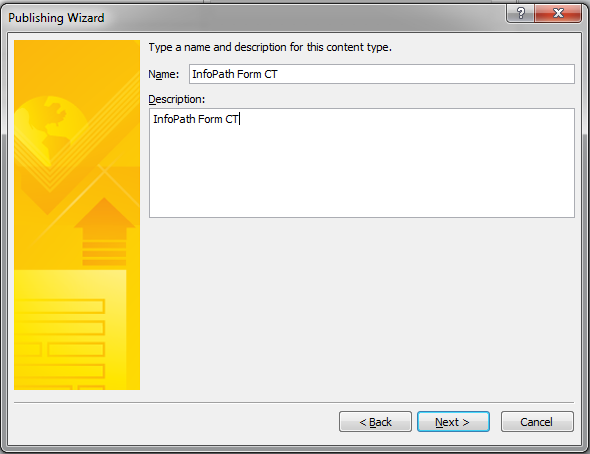 Publishing Wizard
?
Type a name and description for this content type.
Name: InfoPath Form CT
Description:
InfoPath Form CT
< Back Next > Cancel